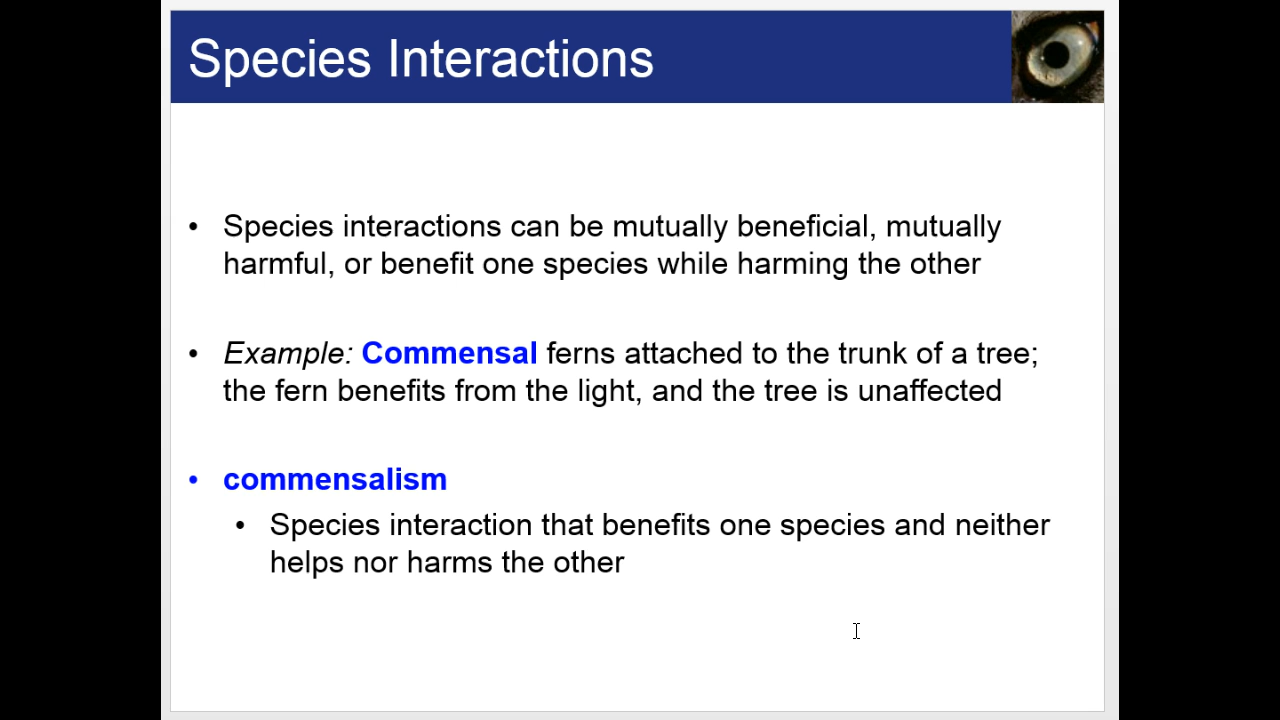 Species Interactions
• Species interactions can be mutually beneficial, mutually
harmful, or benefit one species while harming the other
• Example: Commensal ferns attached to the trunk of a tree;
the fern benefits from the light, and the tree is unaffected
• commensalism
• Species interaction that benefits one species and neither
helps nor harms the other